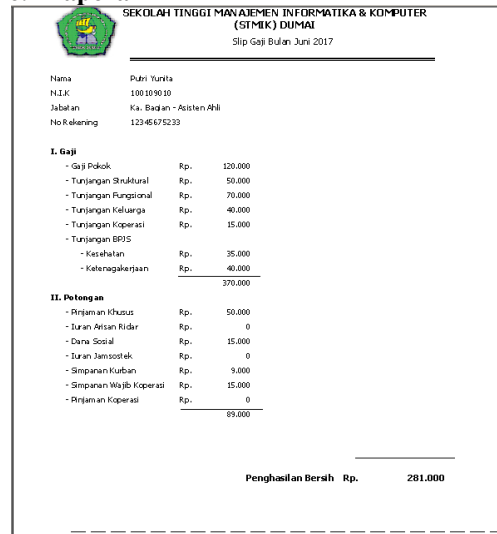 SEKOLAH TINGGI MANAJEMEN INFORMATIKA & KOMPUTER
(STMIK) DUMAI
Slip Gaji Bulan Juni 2017
Nama Putri Yunita
N.I.K 100109010
Jabatan Ka. Bagian - Asisten Ahli
No Rekening 12345675233
I. Gaji
- Gaji Pokok Rp. 120.000
- Tunjangan Struktural Rp. 50.000
- Tunjangan Fungsional Rp. 70.000
- Tunjangan Keluarga Rp. 40.000
- Tunjangan Koperasi Rp. 15.000
- Tunjangan BPJS
- Kesehatan Rp. 35.000
- Ketenagakerjaan Rp. 40.000
370.000
II. Potongan
- Pinjaman Khusus Rp. 50.000
- Iuran Arisan Ridar Rp. 0
- Dana Sosial Rp. 15.000
- Iuran Jamsostek Rp. 0
- Simpanan Kurban Rp. 9.000
- Simpanan Wajib Koperasi Rp. 15.000
- Pinjaman Koperasi Rp. 0
89.000
Penghasilan Bersih Rp. 281.000